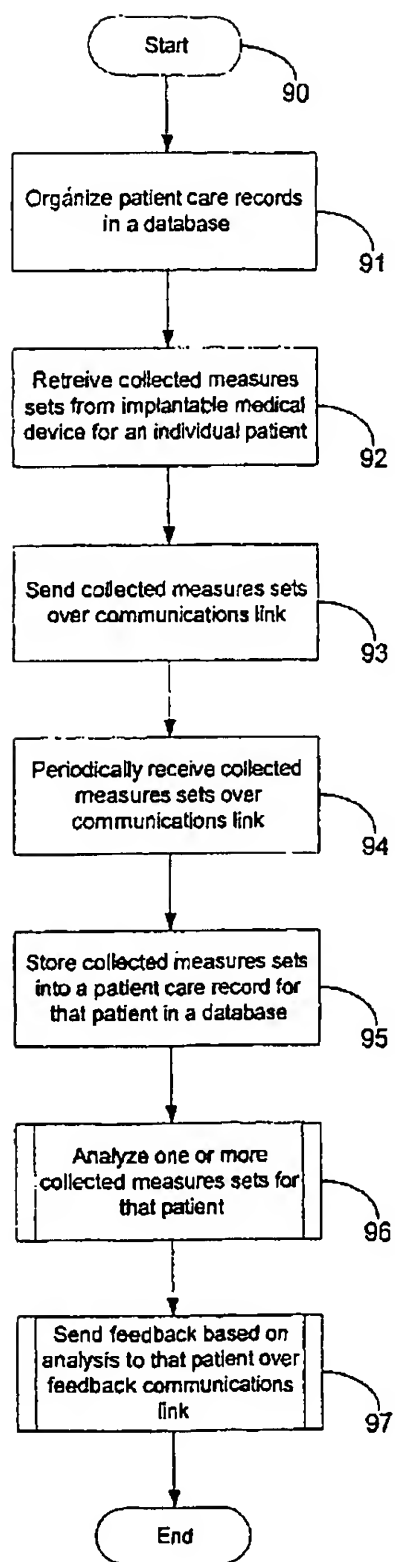 Start
90
Orgánize patient care records
in a database
91
Retreive collected measures
sets from implantable medical
device for an individual patient
92
Send collected measures sets
over communications link
93
Periodically receive collected
measures sets over
communications link
94
Store collected measures sets
into a patient care record for
that patient in a database
95
Analyze one or more
collected measures sets for
that patient
96
Send feedback based on
analysis to that patient over
feedback communications
link
97
End